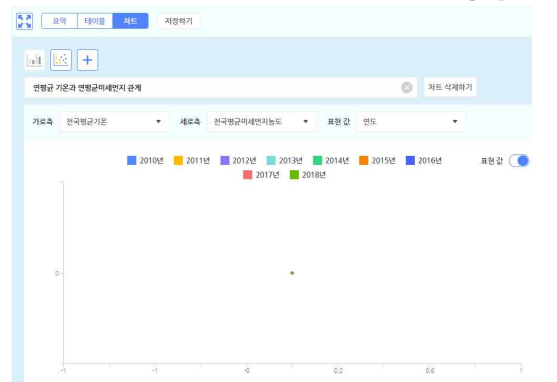 요약 테이블 차트 저장하기
연평균 기온과 연평균미세먼지 관계 차트 삭제하기
가로축 전국평균기온 세로축 전국평균미세먼지농도 표현 값 연도
2010년 2011년 2012년 2013년 2014년 2015년 2016년 표현 값
2017년 2018년
0
-1 -1 -0 0.2 0.6 1